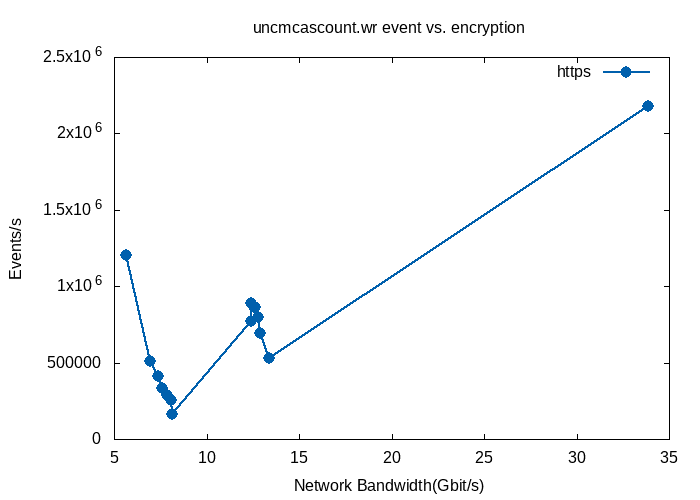 uncmcascount.wr event vs. encryption
https
2.5x10^6
2x10^6
1.5x10^6
1x10^6
500000
0
Events/s
5 10 15 20 25 30 35
Network Bandwidth(Gbit/s)